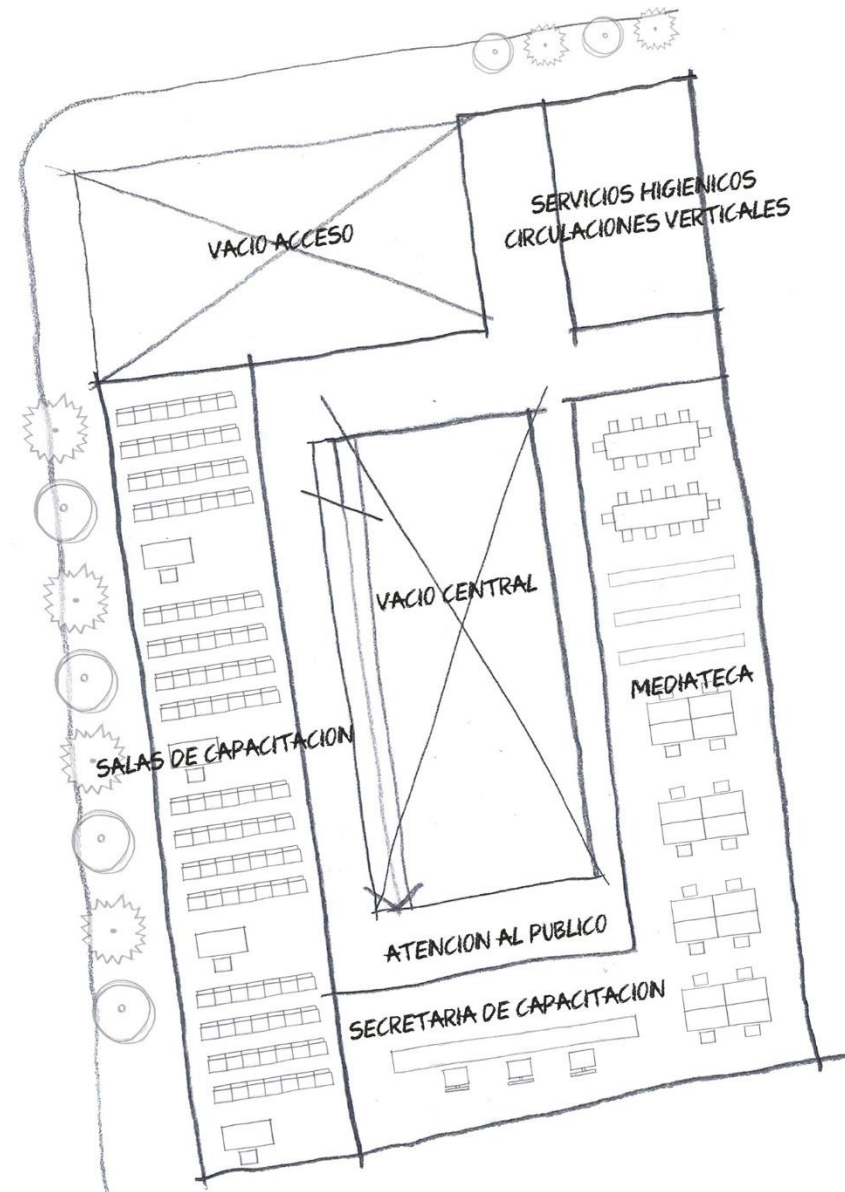 SERVICIOS HIGIENICOS
CIRCULACIONES VERTICALES
VACIO ACCESO
VACIO CENTRAL
MEDIATECA
SALAS DE CAPACITACION
ATENCION AL PUBLICO
SECRETARIA DE CAPACITACION